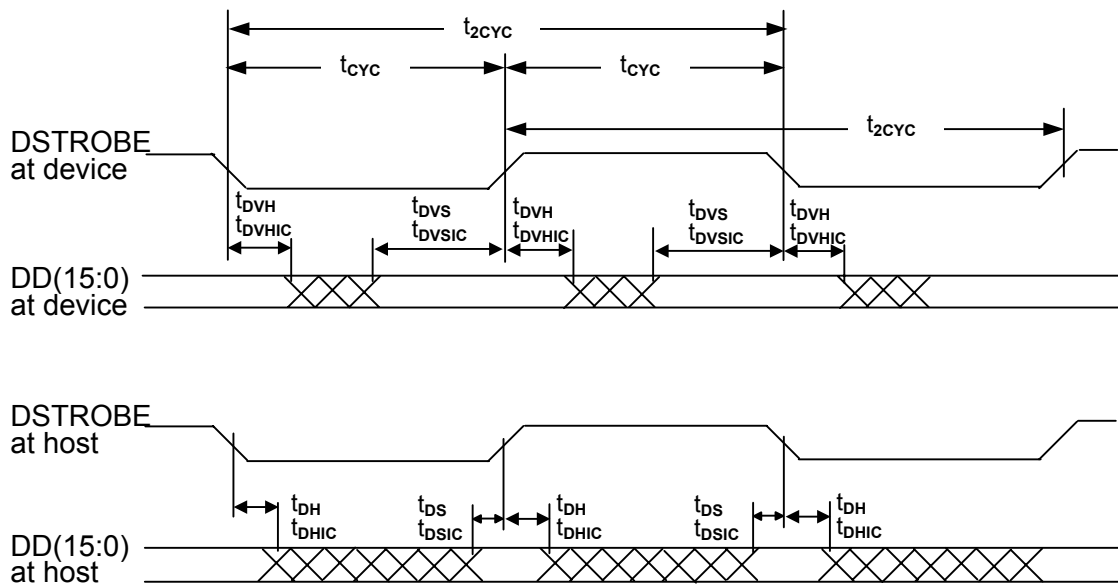 t2CYC
tCYC tCYC
t2CYC
DSTROBE
at device
tDVH tDVS tDVH tDVS tDVH
tDVHIC tDVSIC tDVHIC tDVSIC tDVHIC
DD(15:0)
at device
DSTROBE
at host
tDH tDS tDH tDS tDH
tDHIC tDSIC tDHIC tDSIC tDHIC
DD(15:0)
at host